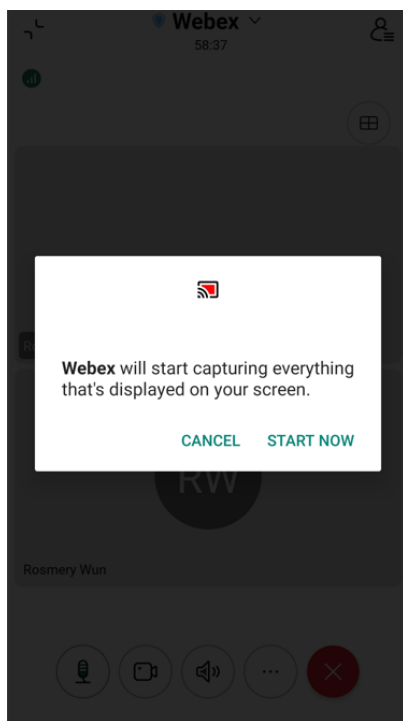 Webex
58:37
Webex will start capturing everything
that's displayed on your screen.
CANCEL START NOW
RW
Rosmery Wun